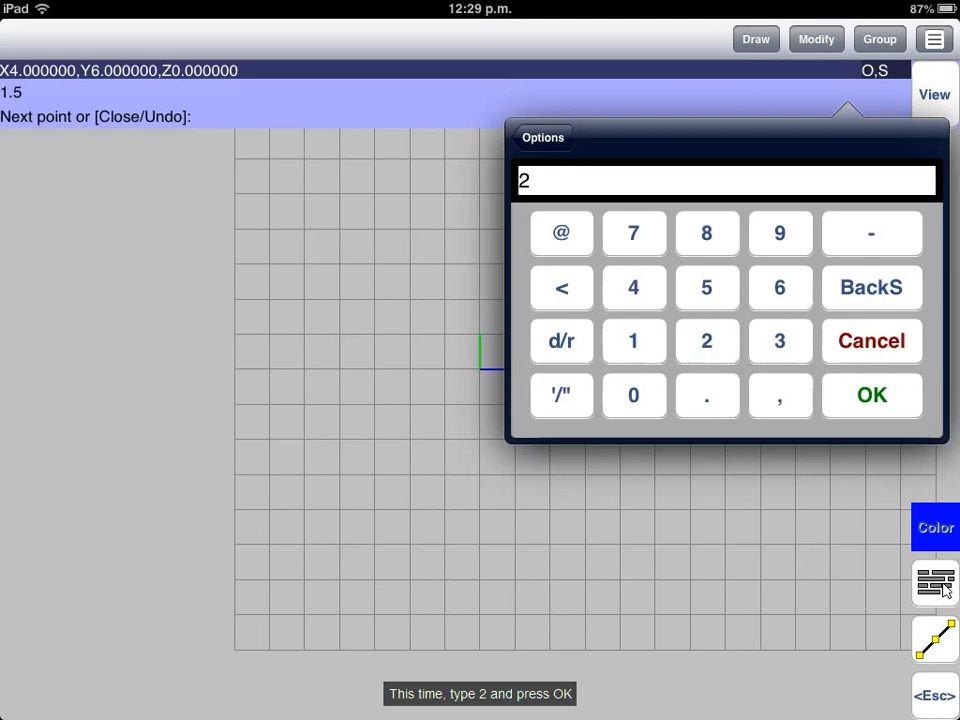 iPad 12:29 p.m. 87%
Draw Modify Group
X4.000000,Y6.000000,Z0.000000 O,S
View
1.5
Next point or [Close/Undo]:
Options
2
@ 7 8 9 -
< 4 5 6 BackS
d/r 1 2 3 Cancel
'/" 0 . , OK
Color
This time, type 2 and press OK
<Esc>